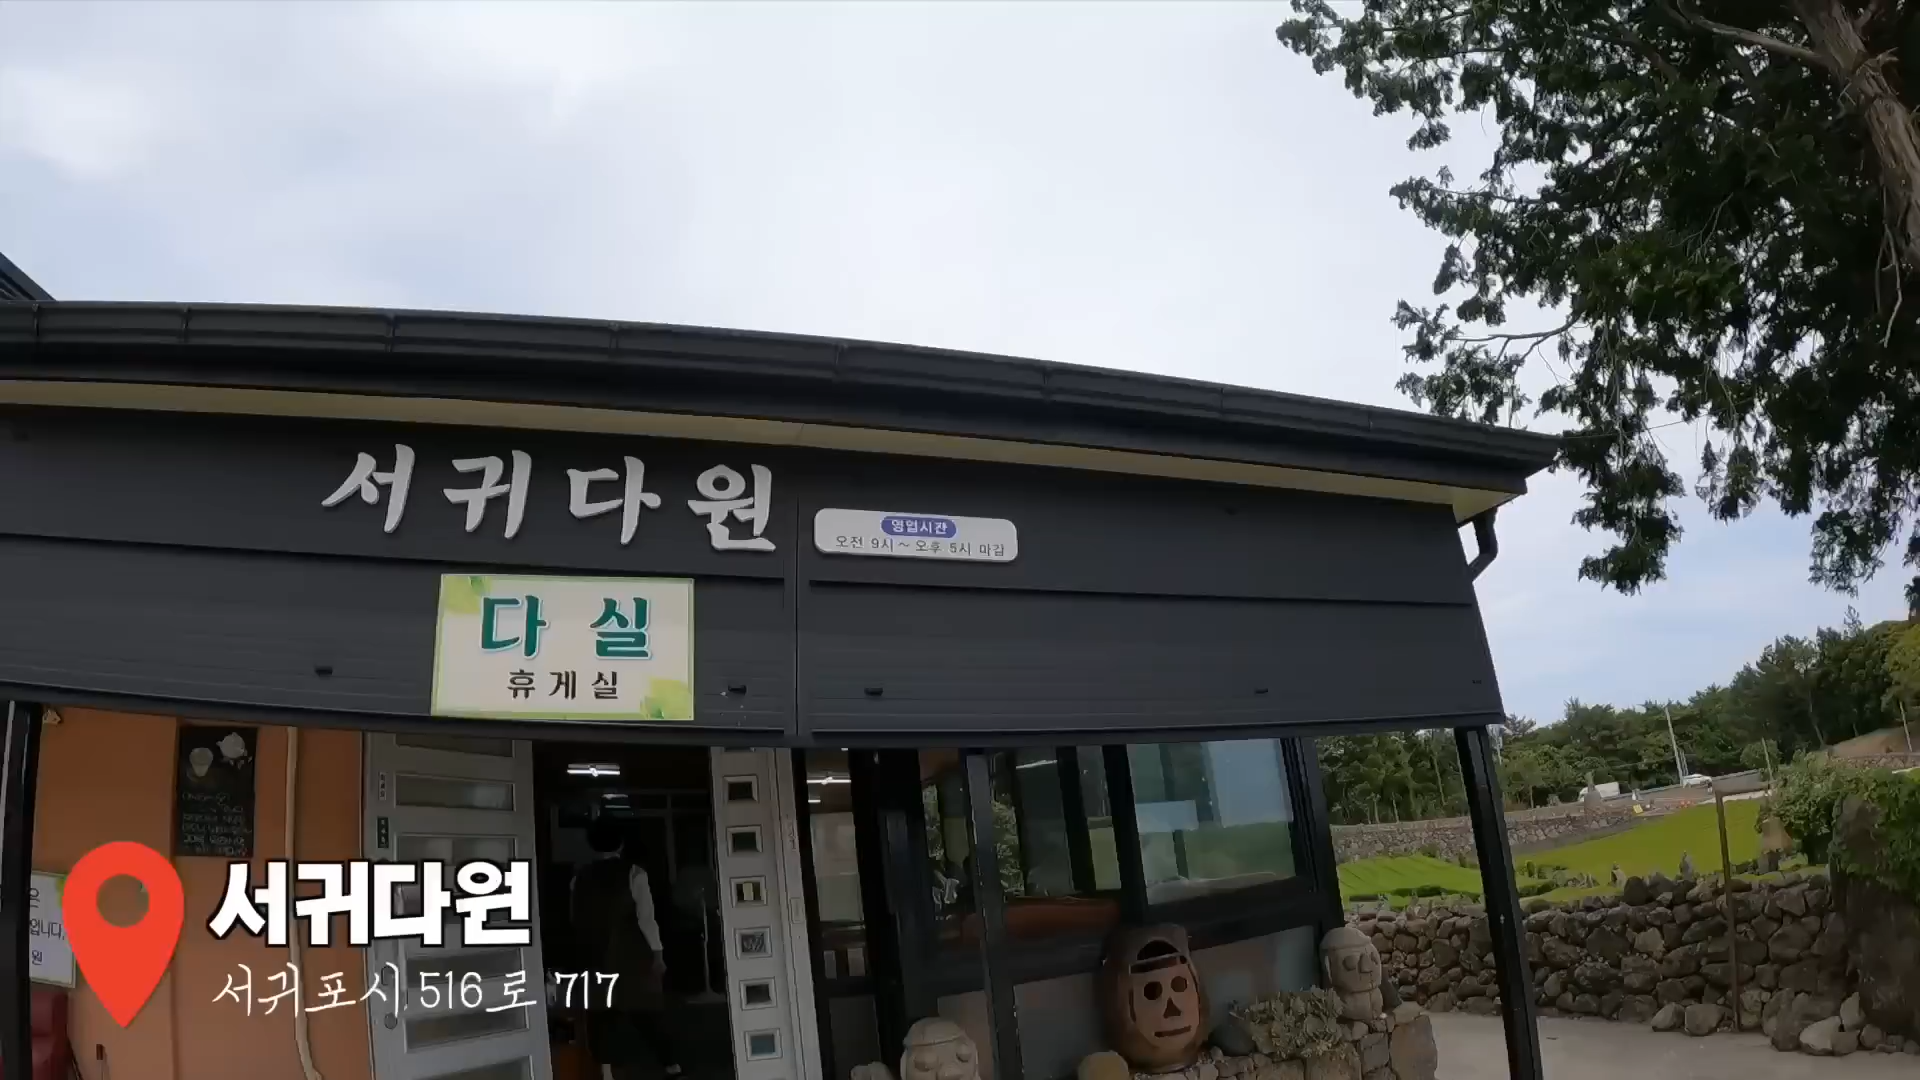 서귀다원
영업시간
오전 9시 ~ 오후 5시 마감
다 실
휴게실
서귀다원
서귀포시 516로 717